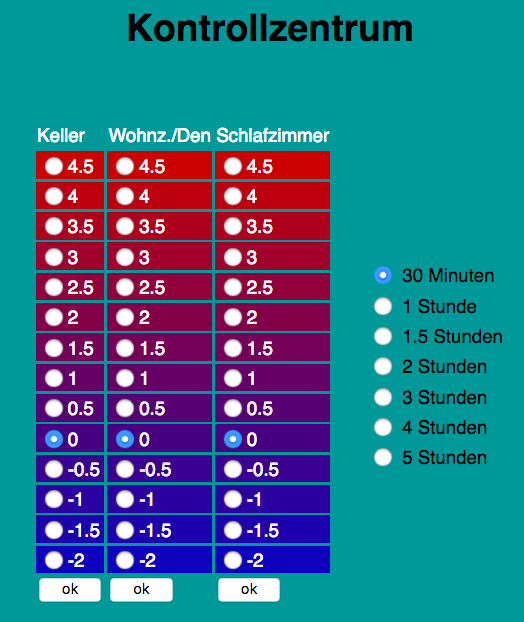 Kontrollzentrum
Keller Wohnz./Den Schlafzimmer
4.5 4.5 4.5
4 4 4
3.5 3.5 3.5
3 3 3
2.5 2.5 2.5
2 2 2
1.5 1.5 1.5
1 1 1
0.5 0.5 0.5
0 0 0
-0.5 -0.5 -0.5
-1 -1 -1
-1.5 -1.5 -1.5
-2 -2 -2
ok ok ok
30 Minuten
1 Stunde
1.5 Stunden
2 Stunden
3 Stunden
4 Stunden
5 Stunden